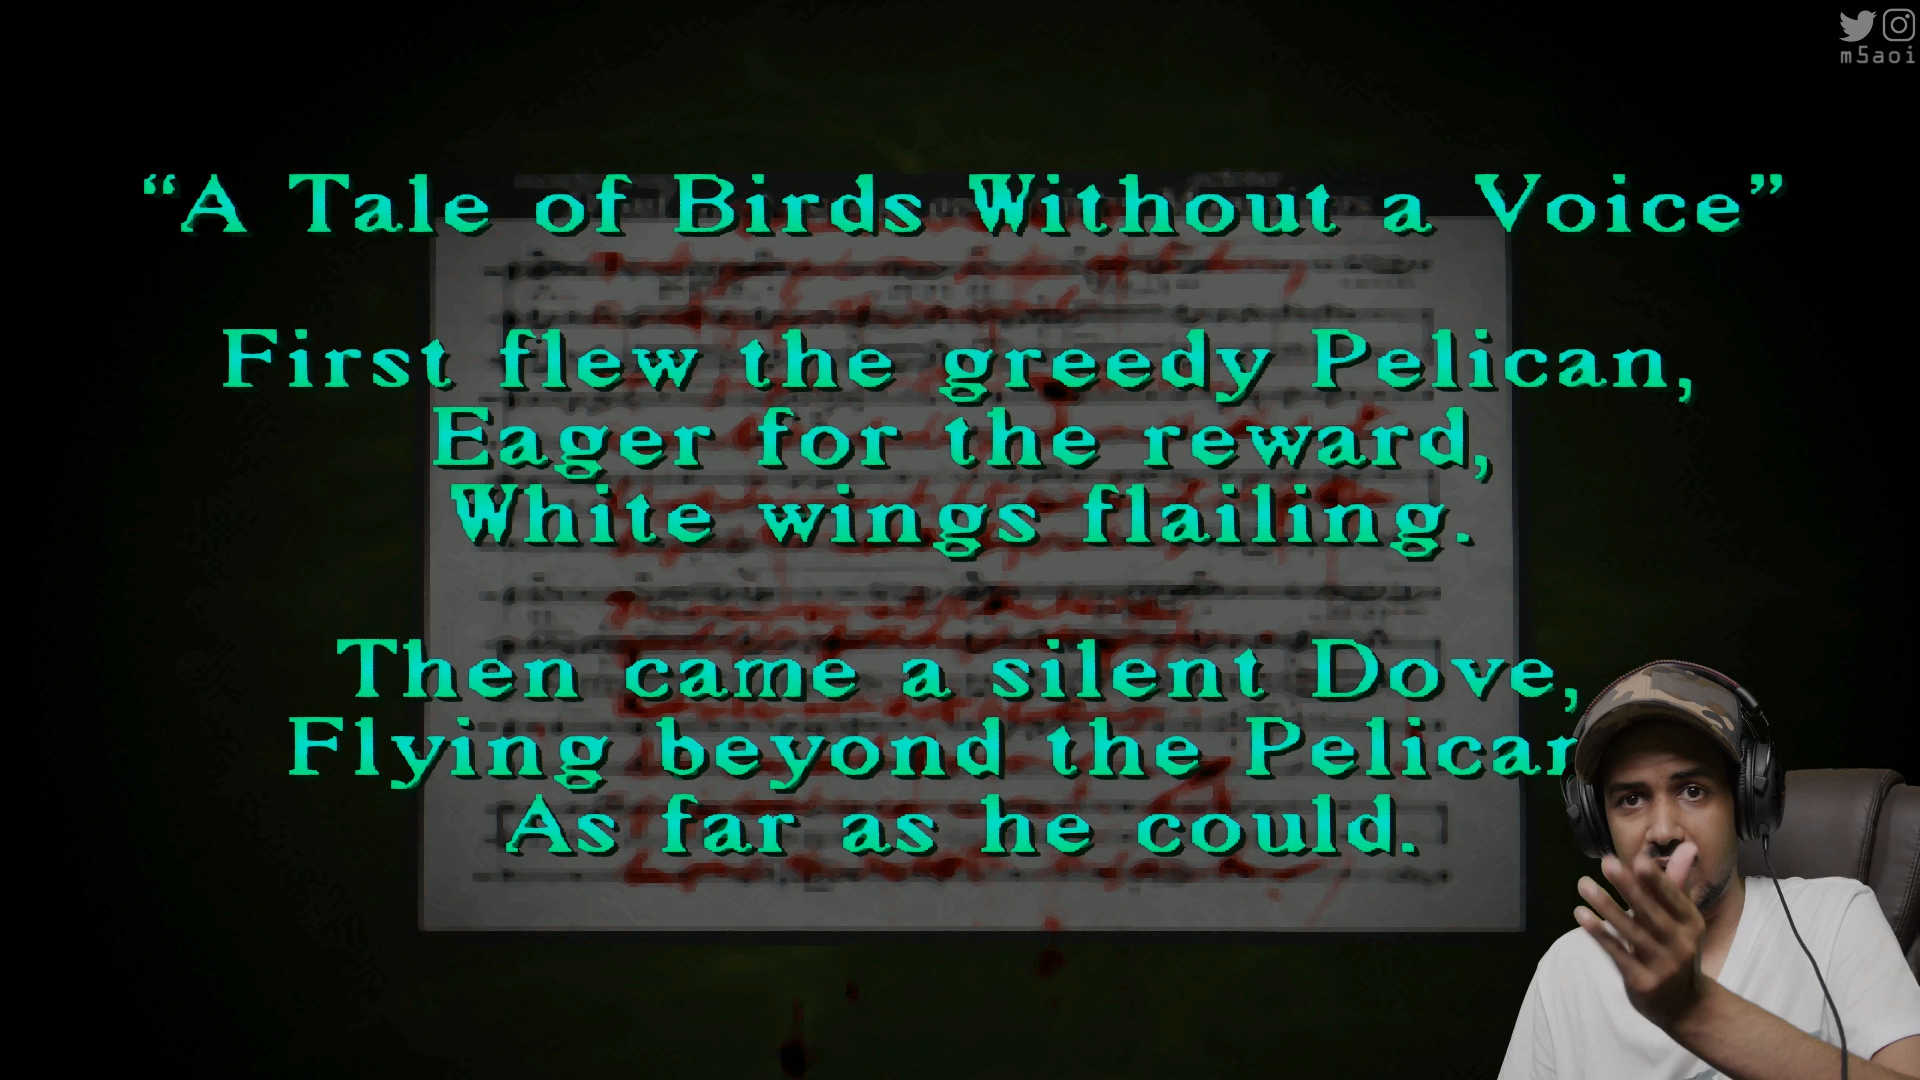 m5aoi
“A Tale of Birds Without a Voice”
First flew the greedy Pelican,
Eager for the reward,
White wings flailing.
Then came a silent Dove,
Flying beyond the Pelican
As far as he could.